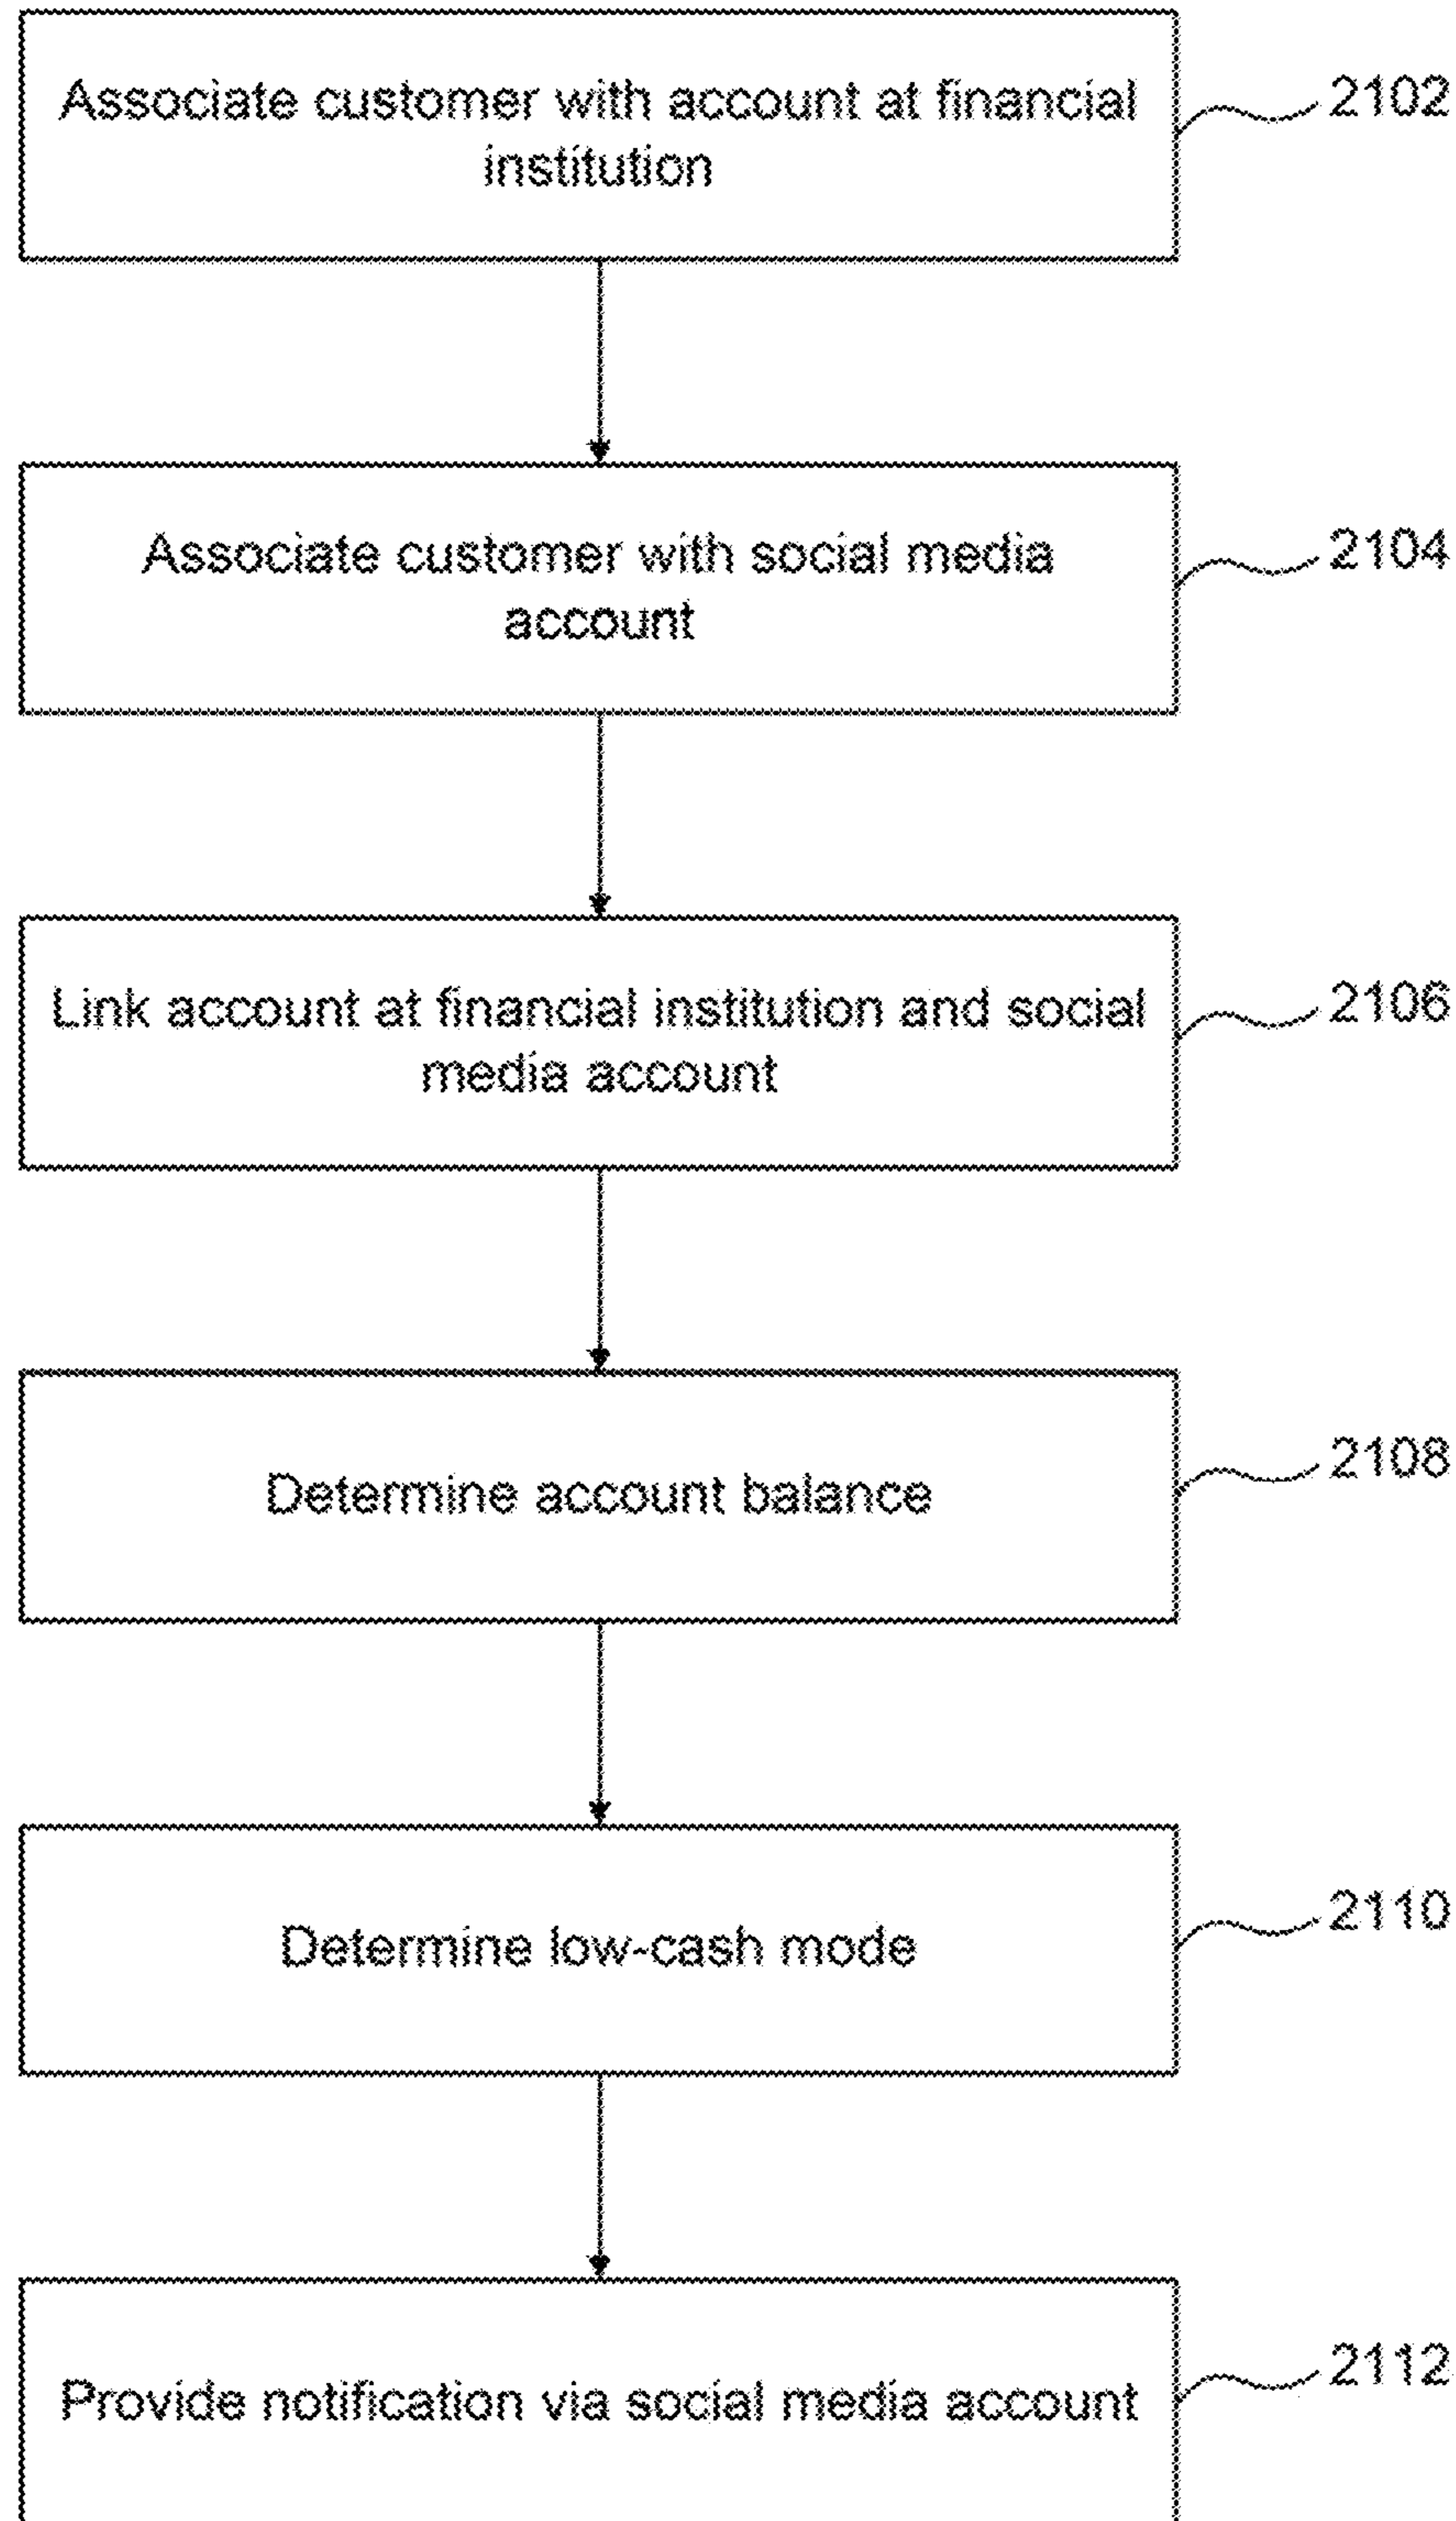 Associate customer with account at financial
institution
2102
Associate customer with social media
account
2104
Link account at financial institution and social
media account
2106
Determine account balance
2108
Determine low-cash mode
2110
Provide notification via social media account
2112